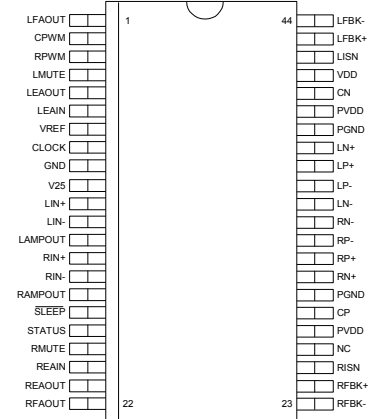 LFAOUT 1 44 LFBK-
CPWM LFBK+
RPWM LISN
LMUTE VDD
LEAOUT CN
LEAIN PVDD
VREF PGND
CLOCK LN+
GND LP+
V25 LP-
LIN+ LN-
LIN- RN-
LAMPOUT RP-
RIN+ RP+
RIN- RN+
RAMPOUT PGND
SLEEP CP
STATUS PVDD
RMUTE NC
REAIN RISN
REAOUT RFBK+
RFAOUT 22 23 RFBK-